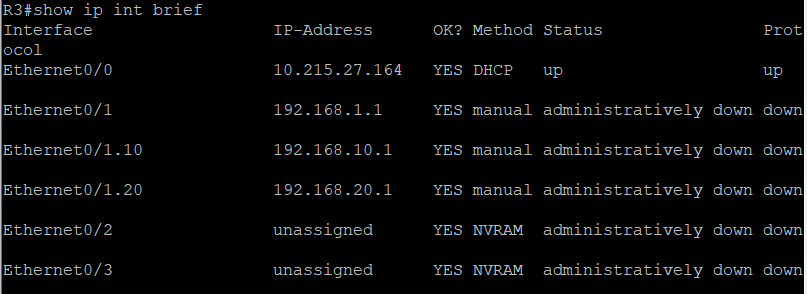 R3#show ip int brief
Interface                  IP-Address      OK? Method Status                Prot
ocol
Ethernet0/0                10.215.27.164   YES DHCP   up                    up
Ethernet0/1                192.168.1.1     YES manual administratively down down
Ethernet0/1.10             192.168.10.1    YES manual administratively down down
Ethernet0/1.20             192.168.20.1    YES manual administratively down down
Ethernet0/2                unassigned      YES NVRAM  administratively down down
Ethernet0/3                unassigned      YES NVRAM  administratively down down